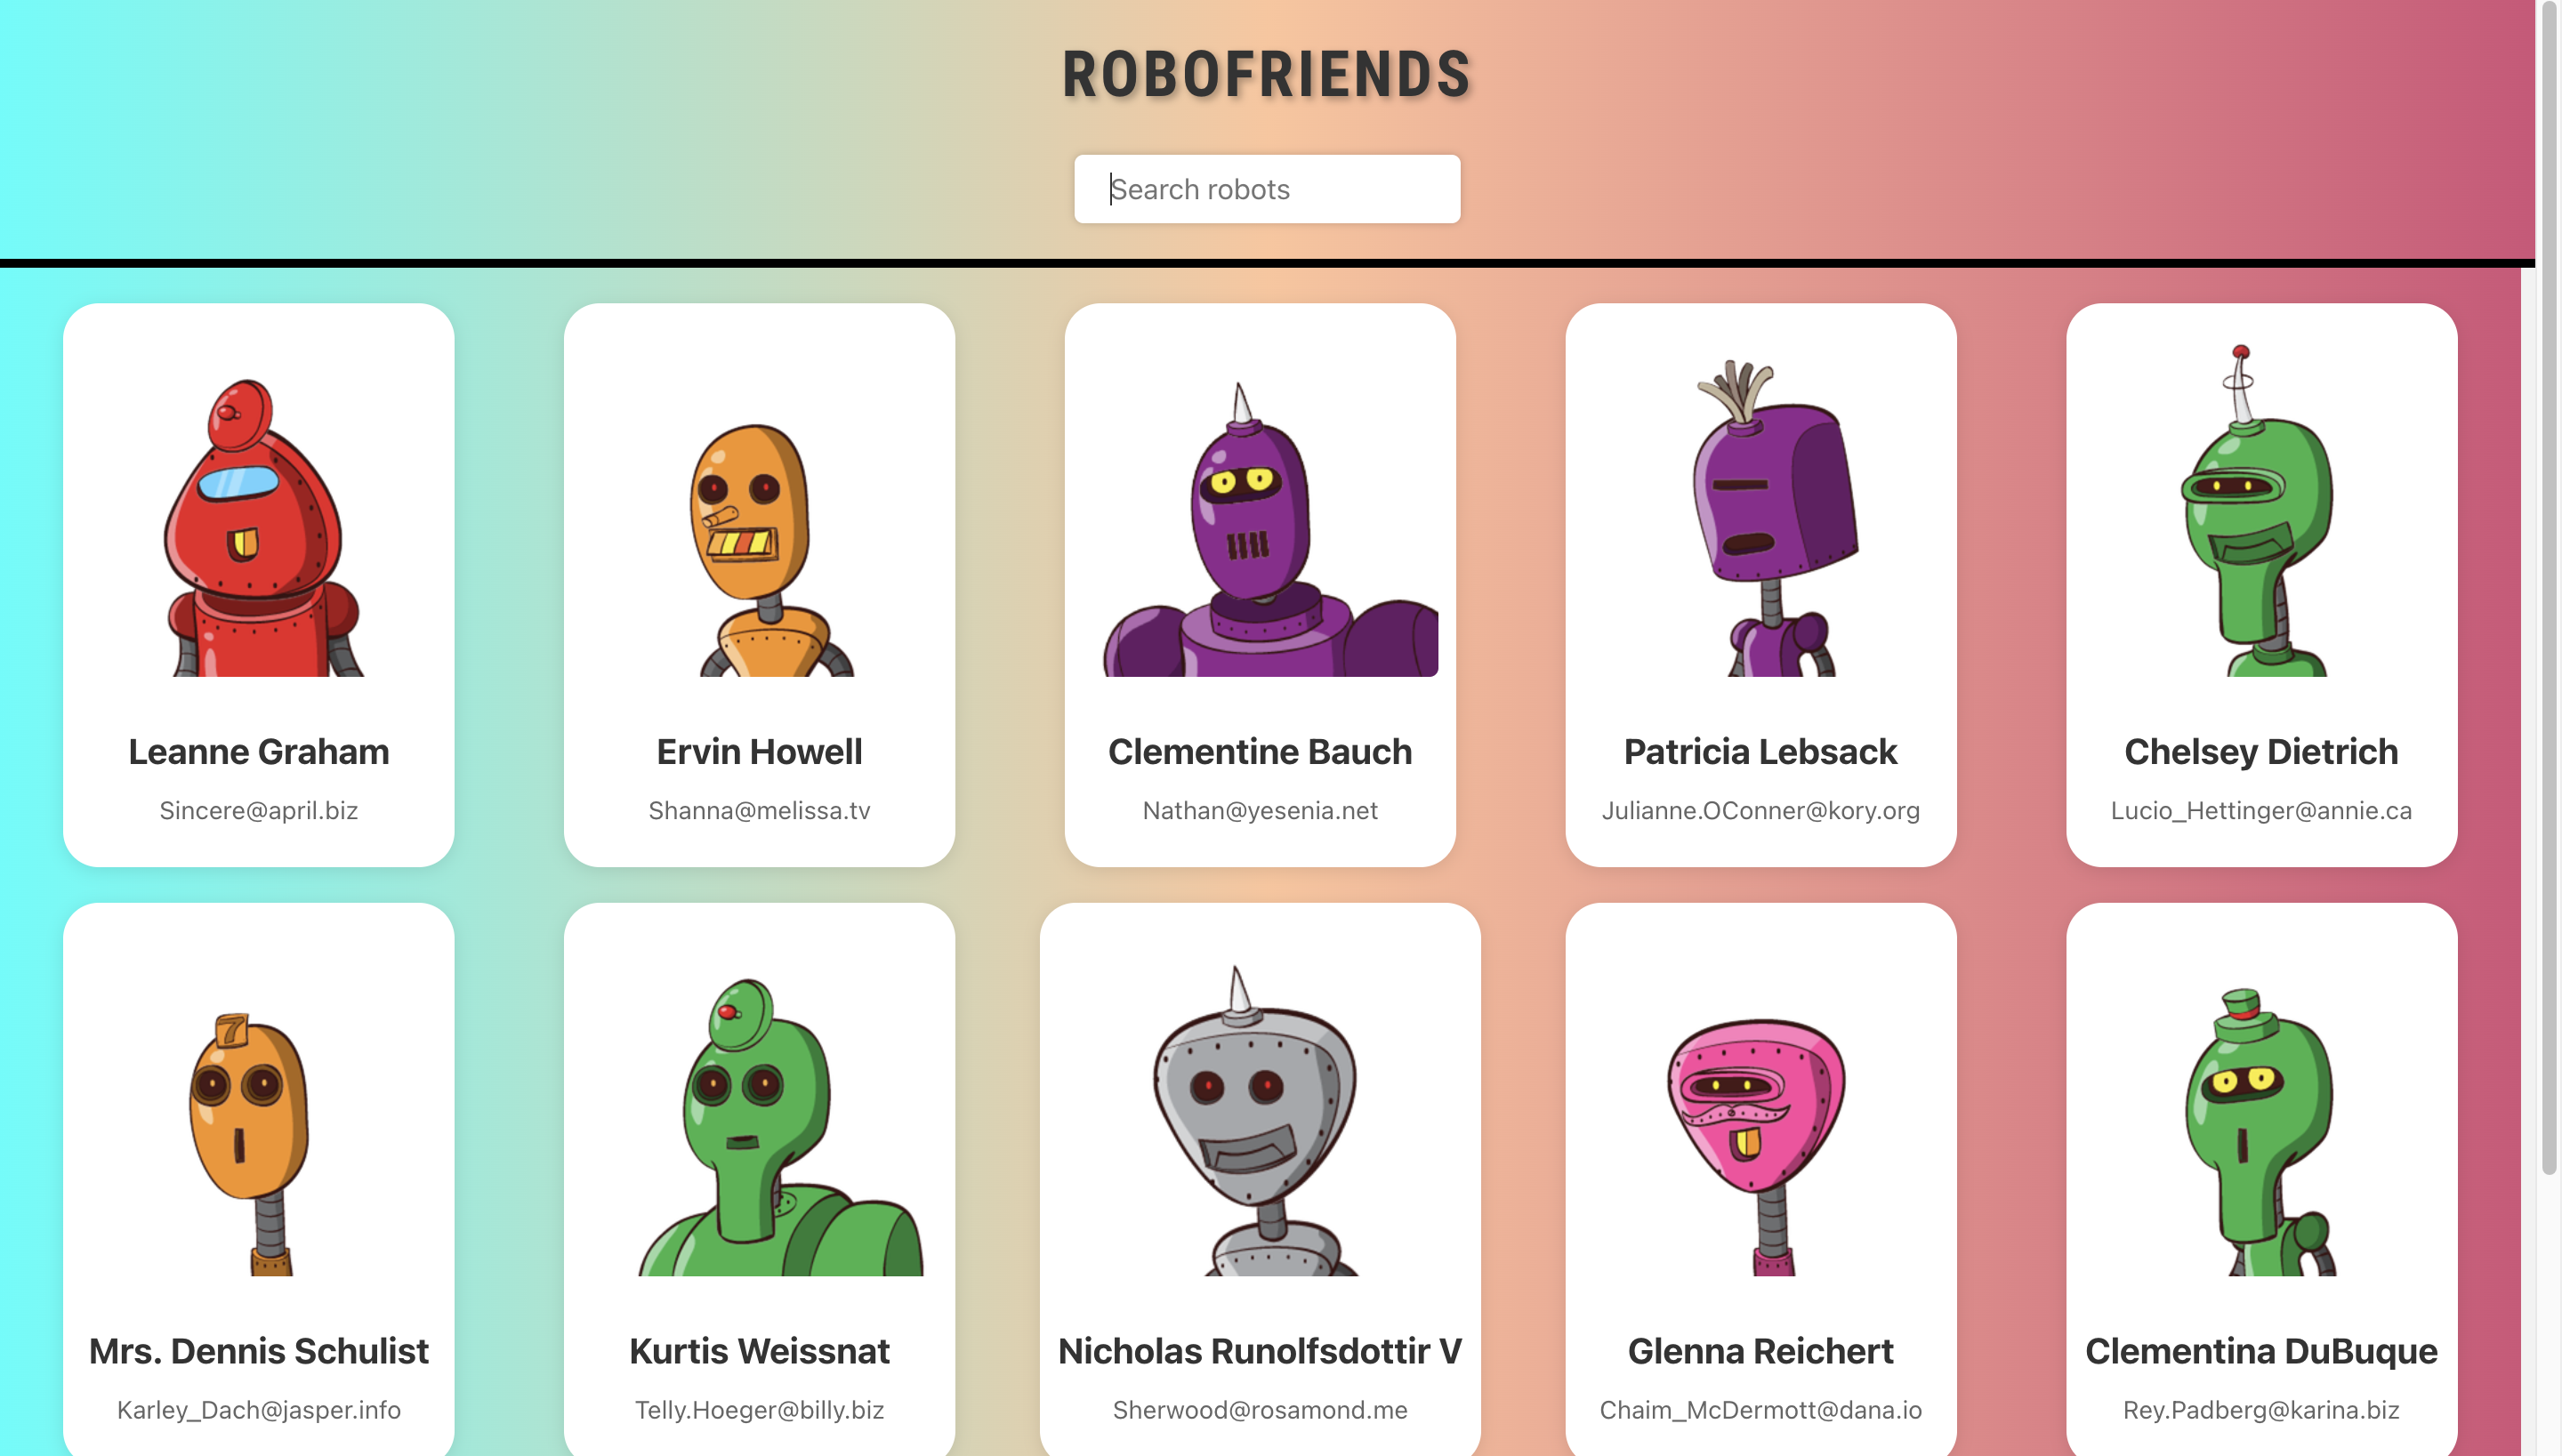 ROBOFRIENDS
Search robots
Leanne Graham
Sincere@april.biz
Ervin Howell
Shanna@melissa.tv
Clementine Bauch
Nathan@yesenia.net
Patricia Lebsack
Julianne.OConner@kory.org
Chelsey Dietrich
Lucio_Hettinger@annie.ca
7
Mrs. Dennis Schulist
Karley_Dach@jasper.info
Kurtis Weissnat
Telly.Hoeger@billy.biz
Nicholas Runolfsdottir V
Sherwood@rosamond.me
Glenna Reichert
Chaim_McDermott@dana.io
Clementina DuBuque
Rey.Padberg@karina.biz